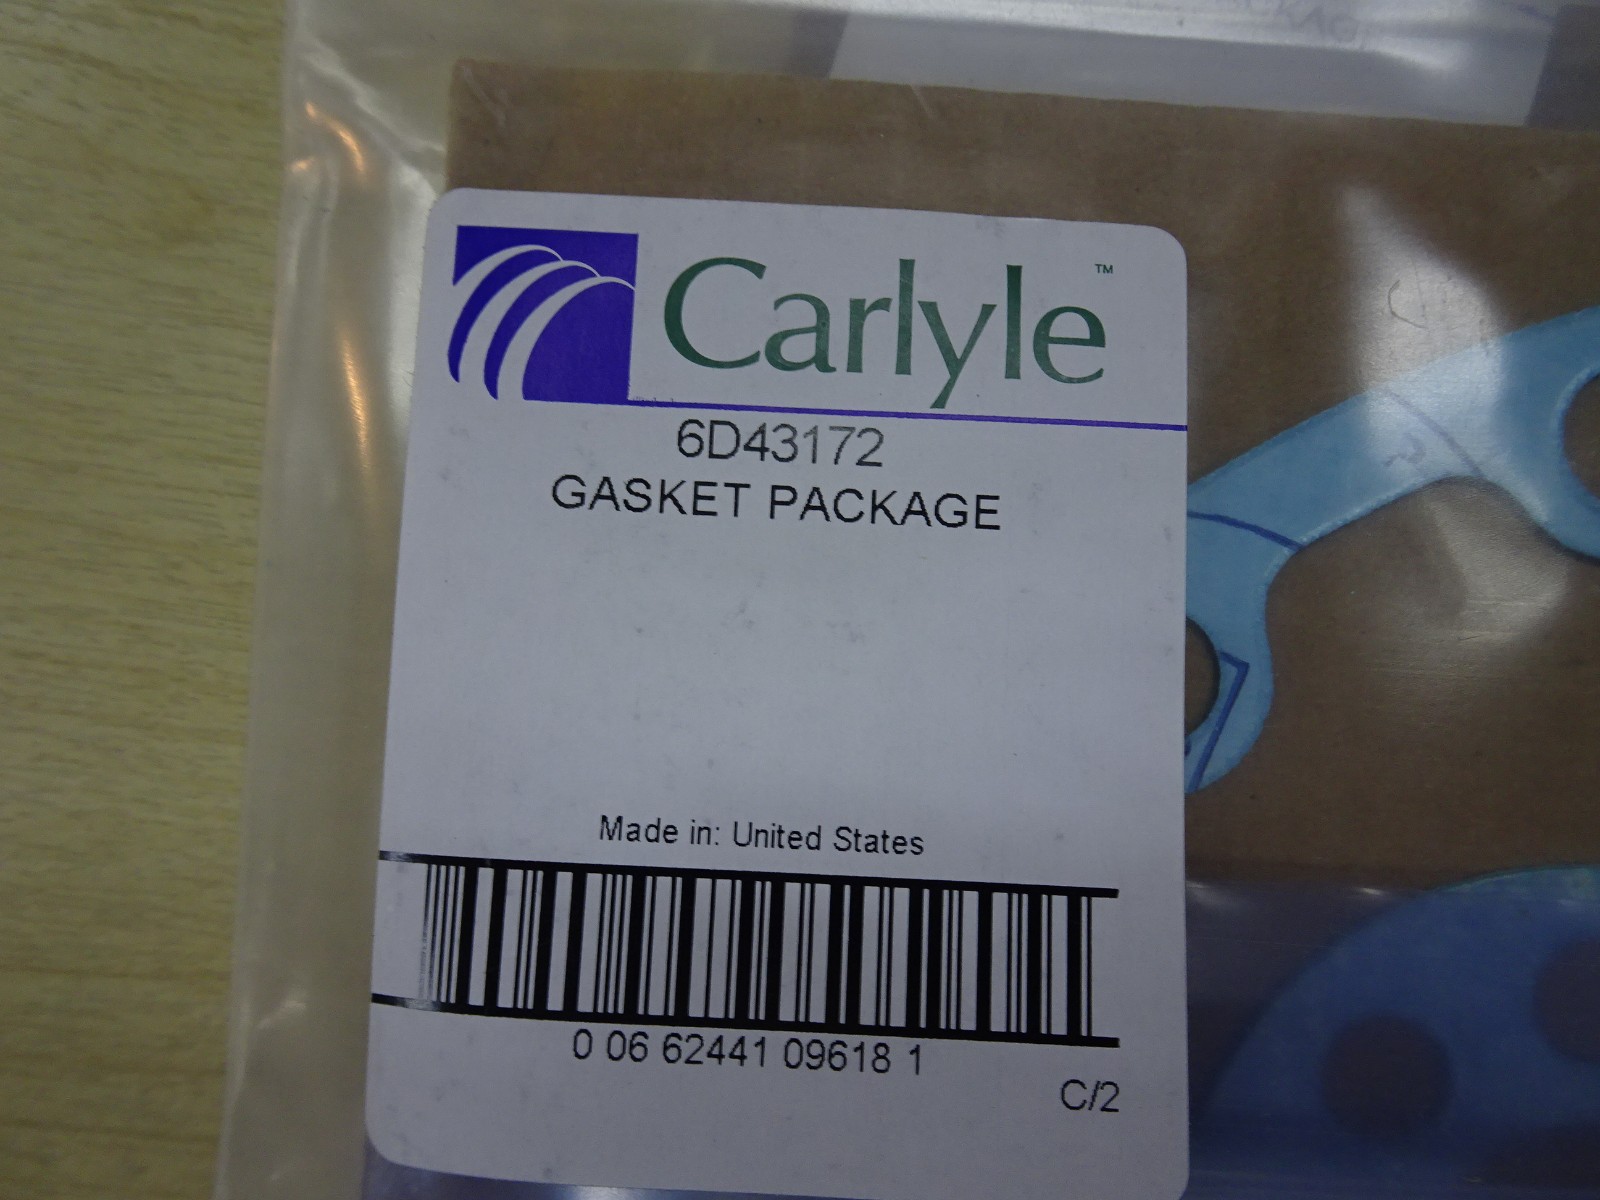 Carlyle™
6D43172
GASKET PACKAGE
Made in: United States
0 06 62441 09618 1
C/2